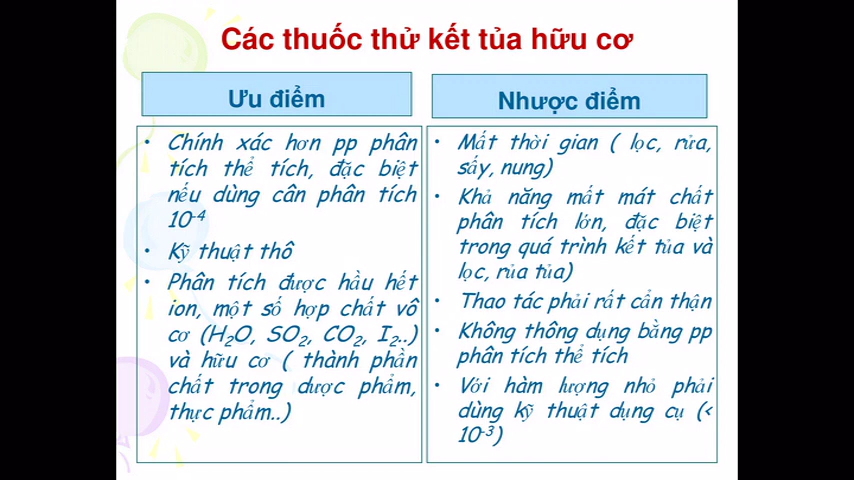 Các thuốc thử kết tủa hữu cơ
Ưu điểm
• Chính xác hơn pp phân
tích thể tích, đặc biệt
nếu dùng cân phân tích
10-4
• Kỹ thuật thô
• Phân tích được hầu hết
ion, một số hợp chất vô
cơ (H2O, SO2, CO2, I2..)
và hữu cơ ( thành phần
chất trong dược phẩm,
thực phẩm..)
Nhược điểm
• Mất thời gian ( lọc, rửa,
sấy, nung)
• Khả năng mất mát chất
phân tích lớn, đặc biệt
trong quá trình kết tủa và
lọc, rủa tủa)
• Thao tác phải rất cẩn thận
• Không thông dụng bằng pp
phân tích thể tích
• Với hàm lượng nhỏ phải
dùng kỹ thuật dụng cụ (<
10-3)